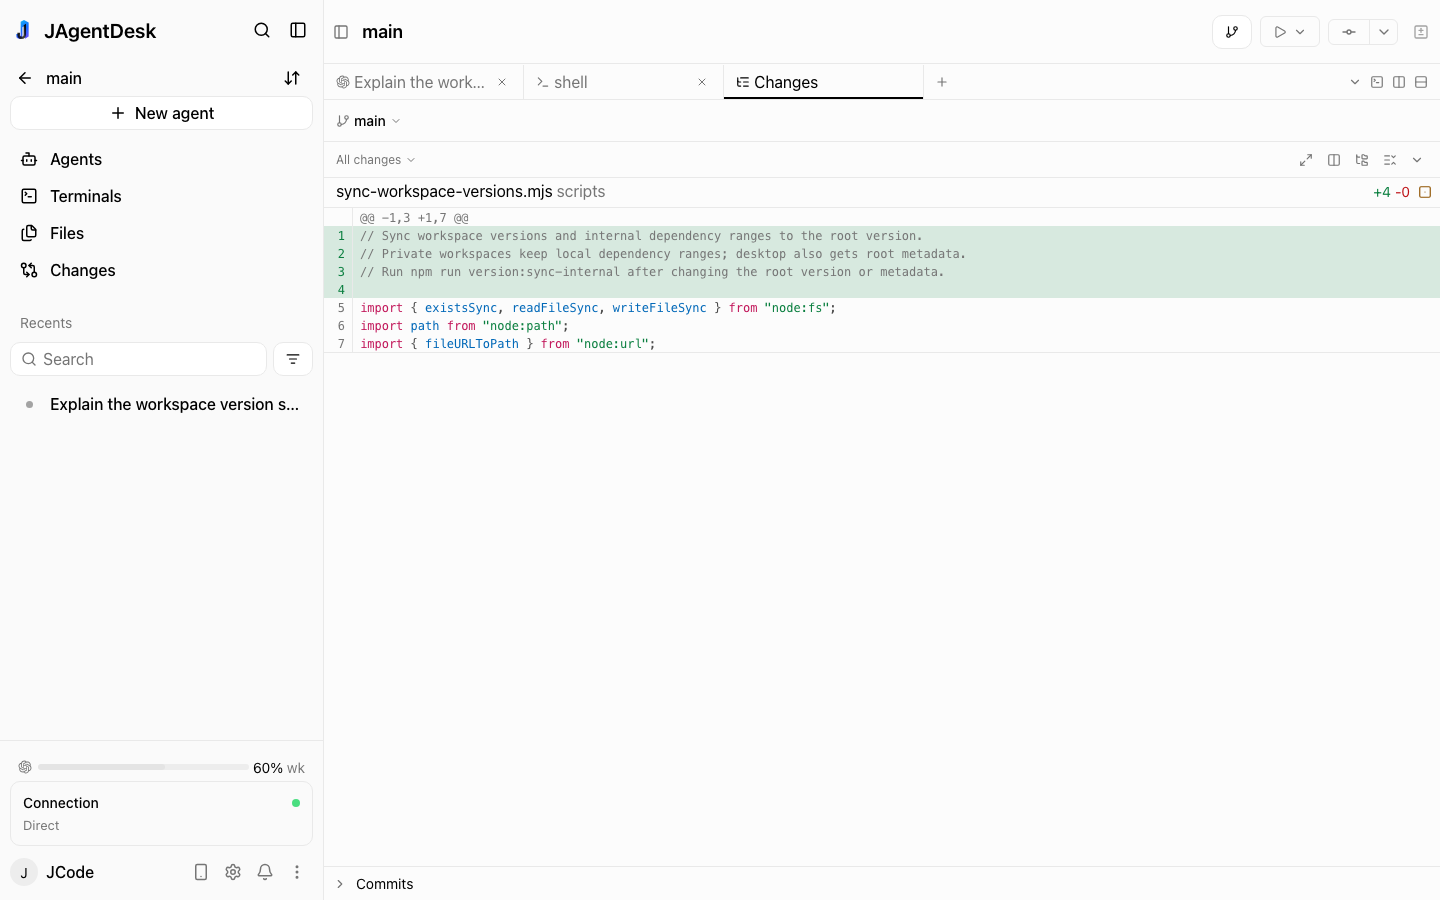 JAgentDesk
main
New agent
Agents
Terminals
Files
Changes
Recents
Search
Explain the workspace version s...
60% wk
Connection
Direct
J JCode
main
Explain the work...
shell
Changes
main
All changes
sync-workspace-versions.mjs scripts +4 -0
@@ -1,3 +1,7 @@
1 // Sync workspace versions and internal dependency ranges to the root version.
2 // Private workspaces keep local dependency ranges; desktop also gets root metadata.
3 // Run npm run version:sync-internal after changing the root version or metadata.
4
5 import { existsSync, readFileSync, writeFileSync } from "node:fs";
6 import path from "node:path";
7 import { fileURLToPath } from "node:url";
Commits